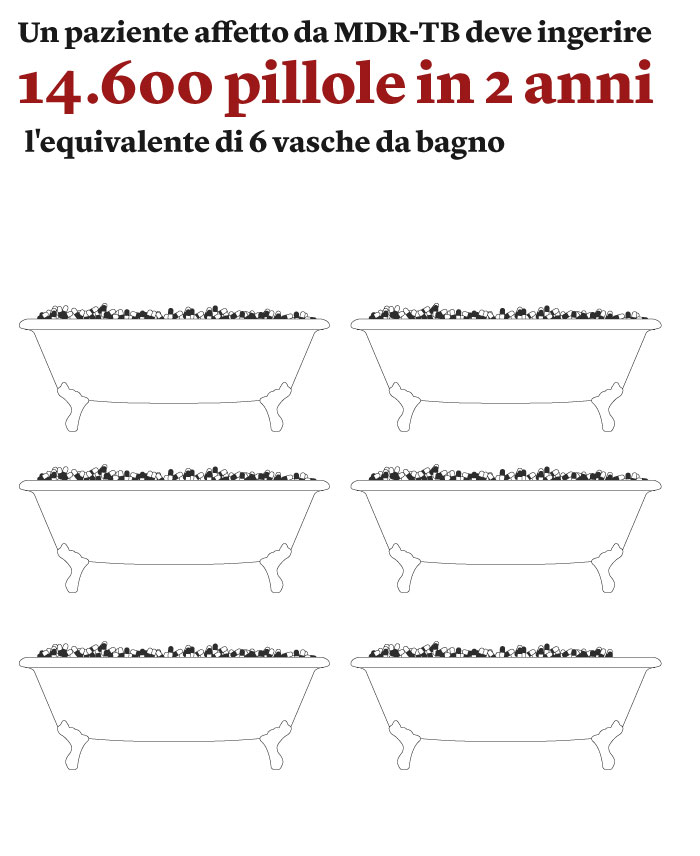 Un paziente affetto da MDR-TB deve ingerire
14.600 pillole in 2 anni
l'equivalente di 6 vasche da bagno